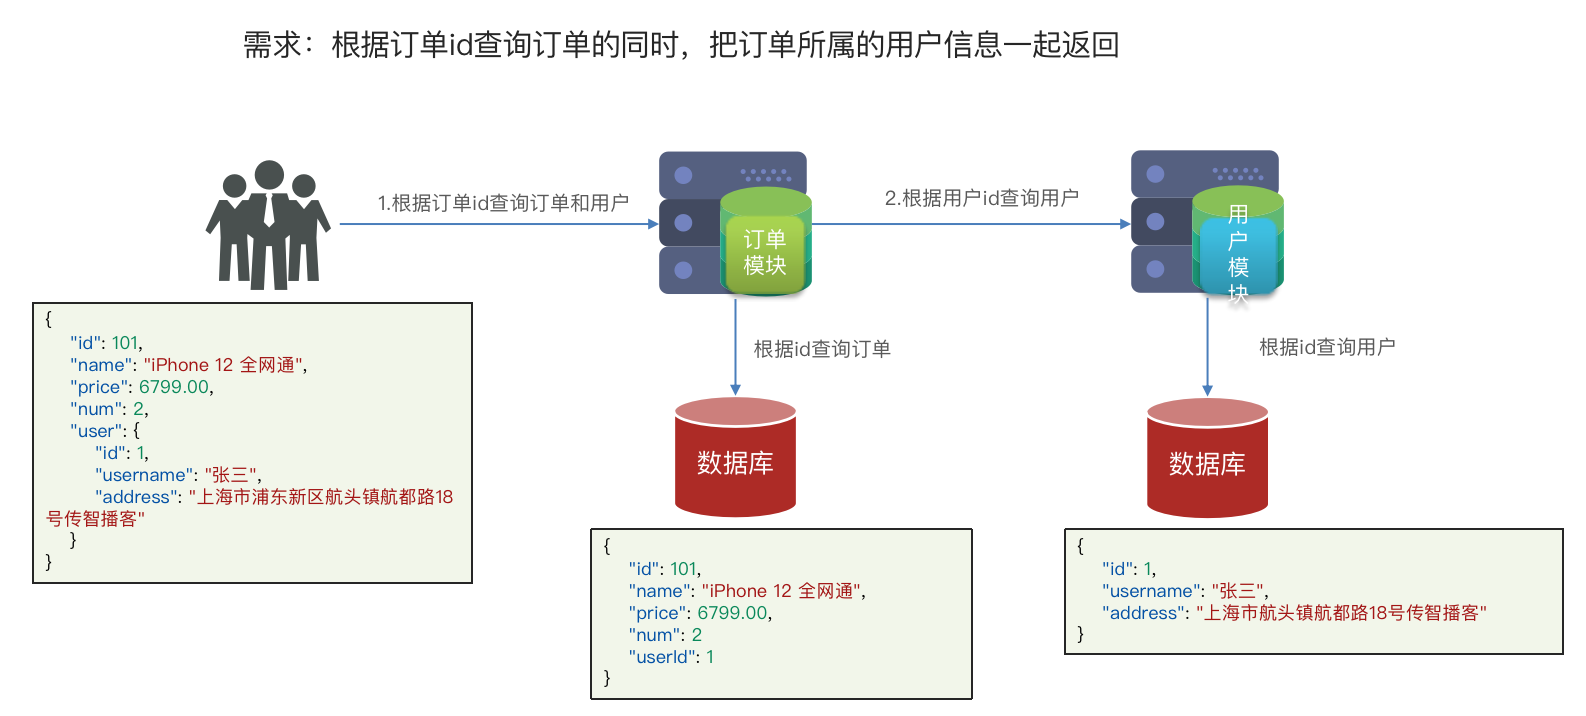 需求：根据订单id查询订单的同时，把订单所属的用户信息一起返回
1.根据订单id查询订单和用户
订单
模块
2.根据用户id查询用户
用
户
模
块
{
"id": 101,
"name": "iPhone 12 全网通",
"price": 6799.00,
"num": 2,
"user": {
"id": 1,
"username": "张三",
"address": "上海市浦东新区航头镇航都路18
号传智播客"
}
}
根据id查询订单
数据库
{
"id": 101,
"name": "iPhone 12 全网通",
"price": 6799.00,
"num": 2
"userId": 1
}
根据id查询用户
数据库
{
"id": 1,
"username": "张三",
"address": "上海市航头镇航都路18号传智播客"
}